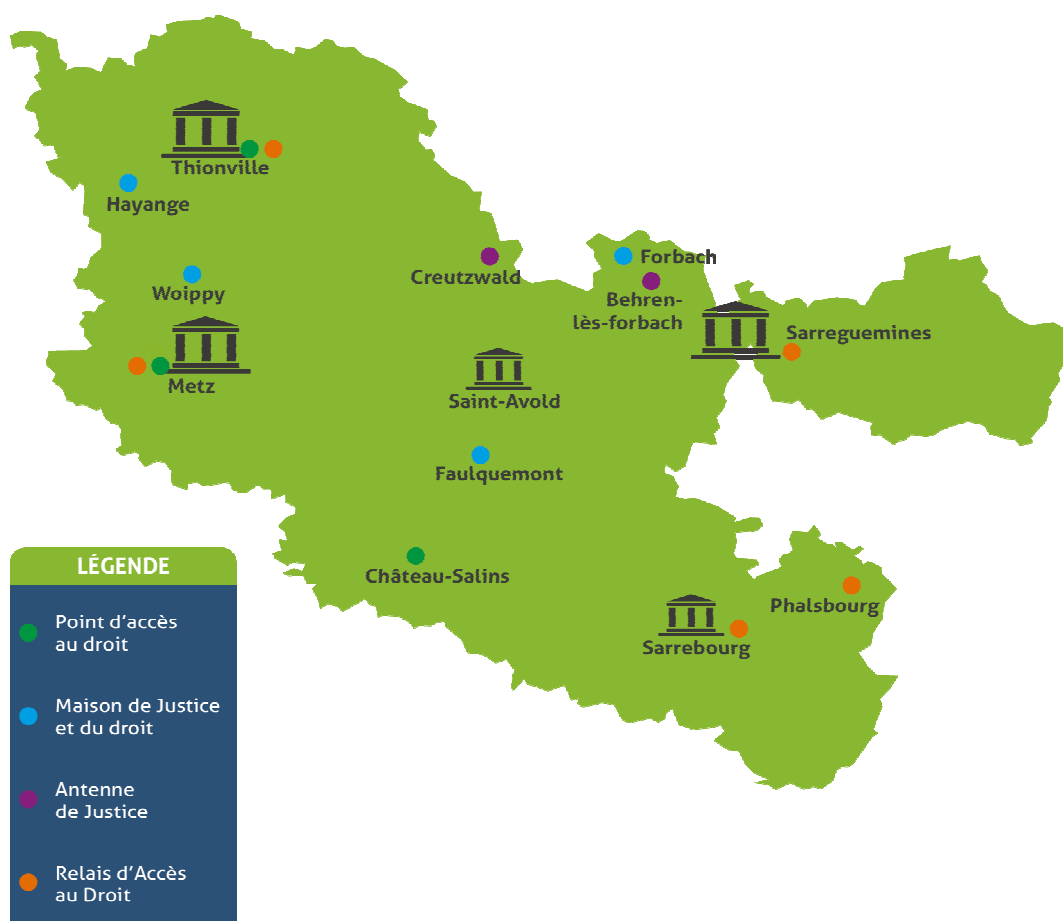 Thionville
Hayange
Woippy
Metz
Creutzwald
Forbach
Behren-
lès-forbach
Sarreguemines
Saint-Avold
Faulquemont
Château-Salins
Phalsbourg
Sarrebourg
LÉGENDE
Point d'accès
au droit
Maison de Justice
et du droit
Antenne
de Justice
Relais d'Accès
au Droit